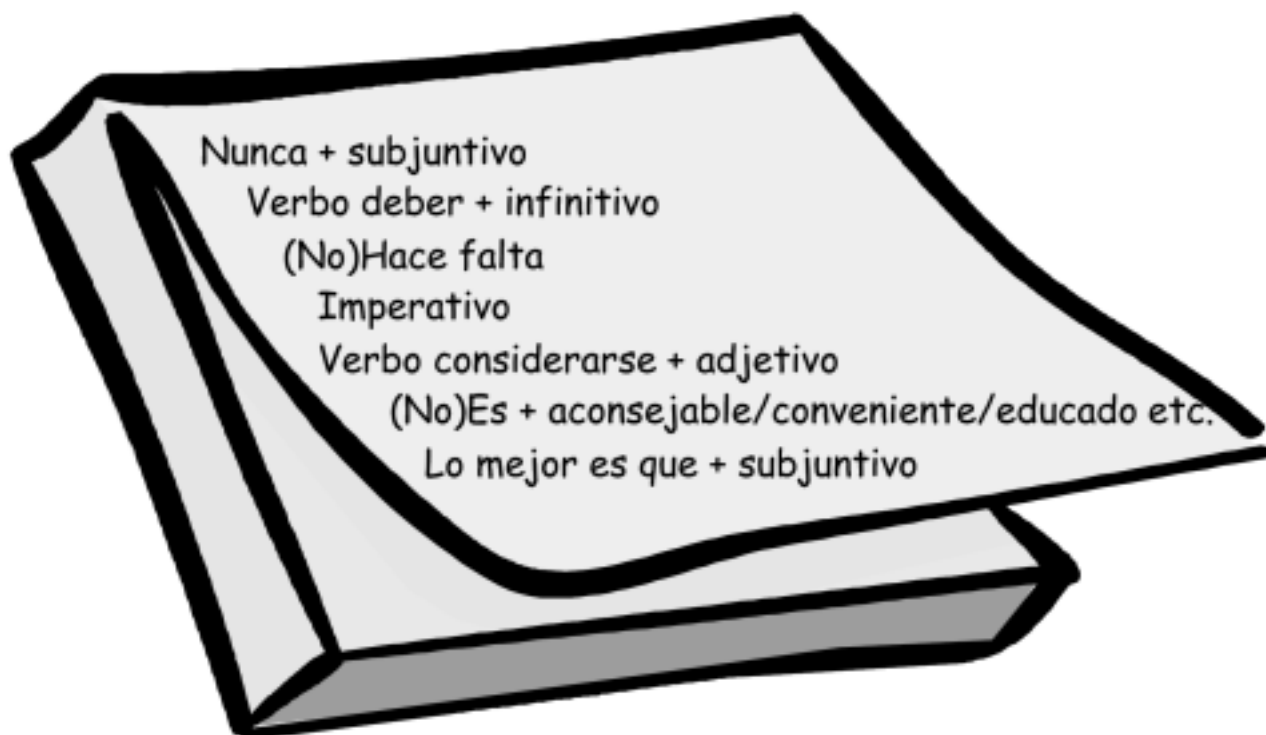 Nunca + subjuntivo
Verbo deber + infinitivo
(No)Hace falta
Imperativo
Verbo considerarse + adjetivo
(No)Es + aconsejable/conveniente/educado etc.
Lo mejor es que + subjuntivo